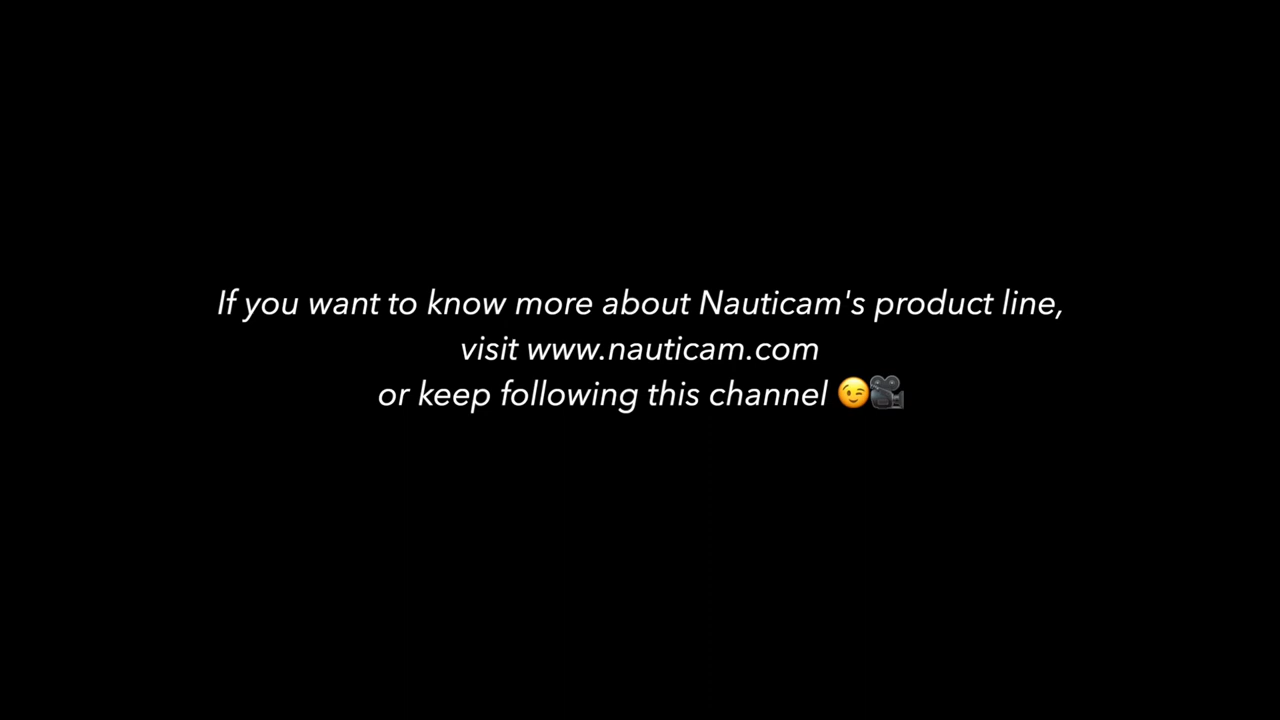 If you want to know more about Nauticam's product line,
visit www.nauticam.com
or keep following this channel 😉🎥